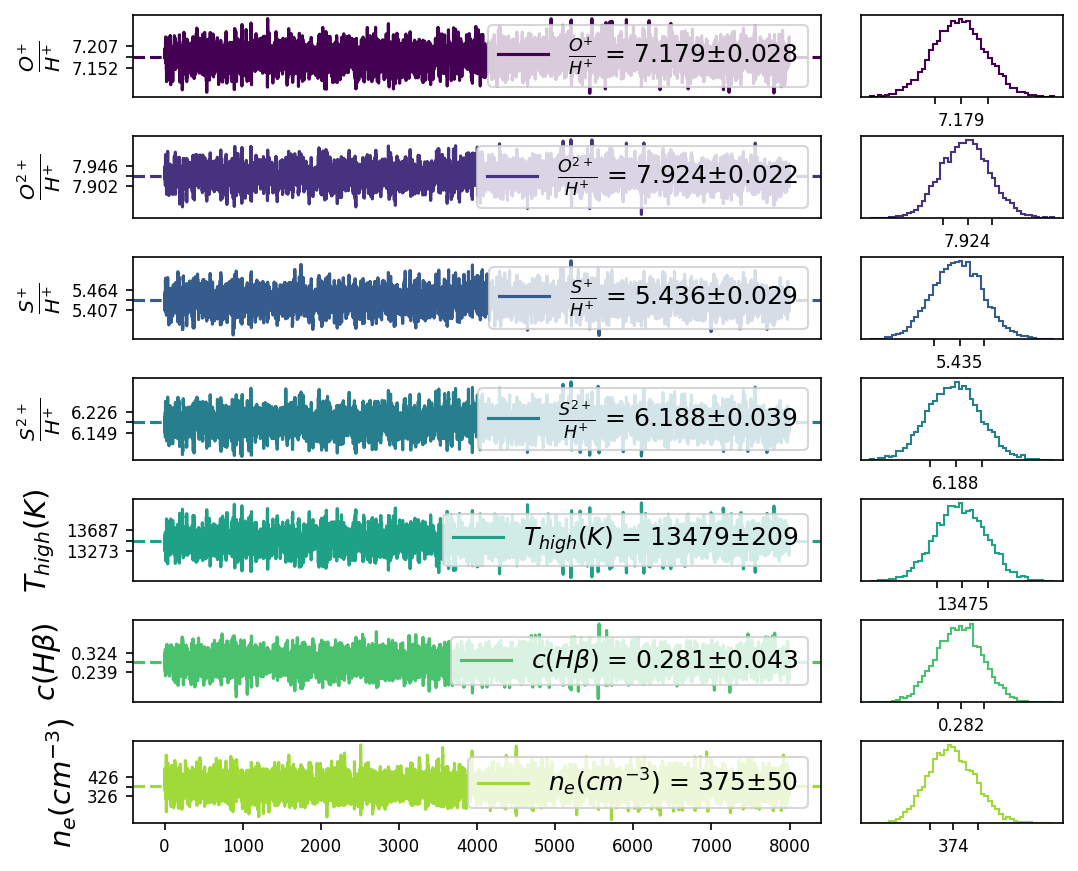 O⁺/H⁺
7.207
7.152
O⁺/H⁺ = 7.179±0.028
7.179
O²⁺/H⁺
7.946
7.902
O²⁺/H⁺ = 7.924±0.022
7.924
S⁺/H⁺
5.464
5.407
S⁺/H⁺ = 5.436±0.029
5.435
S²⁺/H⁺
6.226
6.149
S²⁺/H⁺ = 6.188±0.039
6.188
T_high(K)
13687
13273
T_high(K) = 13479±209
13475
c(Hβ)
0.324
0.239
c(Hβ) = 0.281±0.043
0.282
n_e(cm⁻³)
426
326
n_e(cm⁻³) = 375±50
374
0 1000 2000 3000 4000 5000 6000 7000 8000